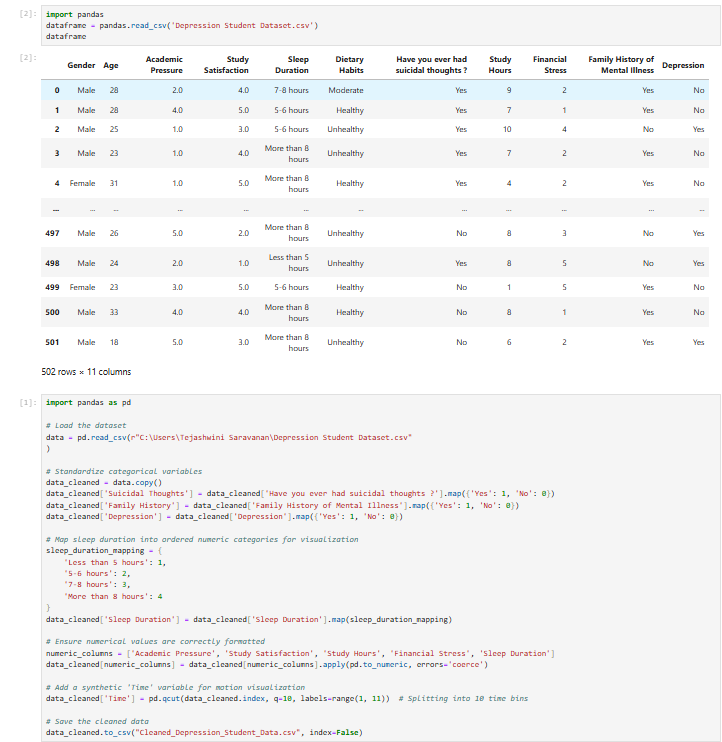 [2]: import pandas
dataframe = pandas.read_csv('Depression Student Dataset.csv')
dataframe
[2]:
Gender Age Academic Pressure Study Satisfaction Sleep Duration Dietary Habits Have you ever had suicidal thoughts ? Study Hours Financial Stress Family History of Mental Illness Depression
0 Male 28 2.0 4.0 7-8 hours Moderate Yes 9 2 Yes No
1 Male 28 4.0 5.0 5-6 hours Healthy Yes 7 1 Yes No
2 Male 25 1.0 3.0 5-6 hours Unhealthy Yes 10 4 No Yes
3 Male 23 1.0 4.0 More than 8 hours Unhealthy Yes 7 2 Yes No
4 Female 31 1.0 5.0 More than 8 hours Healthy Yes 4 2 Yes No
... ... ... ... ... ... ... ... ... ... ... ...
497 Male 26 5.0 2.0 More than 8 hours Unhealthy No 8 3 No Yes
498 Male 24 2.0 1.0 Less than 5 hours Unhealthy Yes 8 5 No Yes
499 Female 23 3.0 5.0 5-6 hours Healthy No 1 5 Yes No
500 Male 33 4.0 4.0 More than 8 hours Healthy No 8 1 Yes No
501 Male 18 5.0 3.0 More than 8 hours Unhealthy No 6 2 Yes Yes
502 rows × 11 columns
[1]: import pandas as pd
# Load the dataset
data = pd.read_csv(r"C:\Users\Tejashwini Saravanan\Depression Student Dataset.csv"
)
# Standardize categorical variables
data_cleaned = data.copy()
data_cleaned['Suicidal Thoughts'] = data_cleaned['Have you ever had suicidal thoughts ?'].map({'Yes': 1, 'No': 0})
data_cleaned['Family History'] = data_cleaned['Family History of Mental Illness'].map({'Yes': 1, 'No': 0})
data_cleaned['Depression'] = data_cleaned['Depression'].map({'Yes': 1, 'No': 0})
# Map sleep duration into ordered numeric categories for visualization
sleep_duration_mapping = {
'Less than 5 hours': 1,
'5-6 hours': 2,
'7-8 hours': 3,
'More than 8 hours': 4
}
data_cleaned['Sleep Duration'] = data_cleaned['Sleep Duration'].map(sleep_duration_mapping)
# Ensure numerical values are correctly formatted
numeric_columns = ['Academic Pressure', 'Study Satisfaction', 'Study Hours', 'Financial Stress', 'Sleep Duration']
data_cleaned[numeric_columns] = data_cleaned[numeric_columns].apply(pd.to_numeric, errors='coerce')
# Add a synthetic 'Time' variable for motion visualization
data_cleaned['Time'] = pd.qcut(data_cleaned.index, q=10, labels=range(1, 11)) # Splitting into 10 time bins
# Save the cleaned data
data_cleaned.to_csv("Cleaned_Depression_Student_Data.csv", index=False)